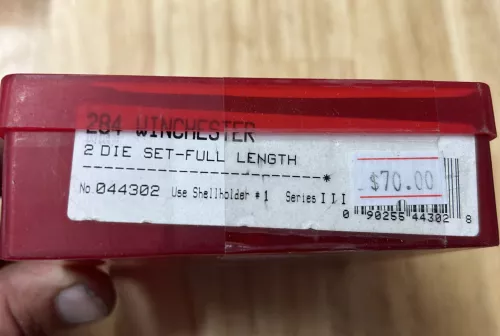 284 WINCHESTER
2 DIE SET-FULL LENGTH
-----------------------------*
No. 044302 Use Shellholder #1 Series III
$70.00
0 90255 44302 8